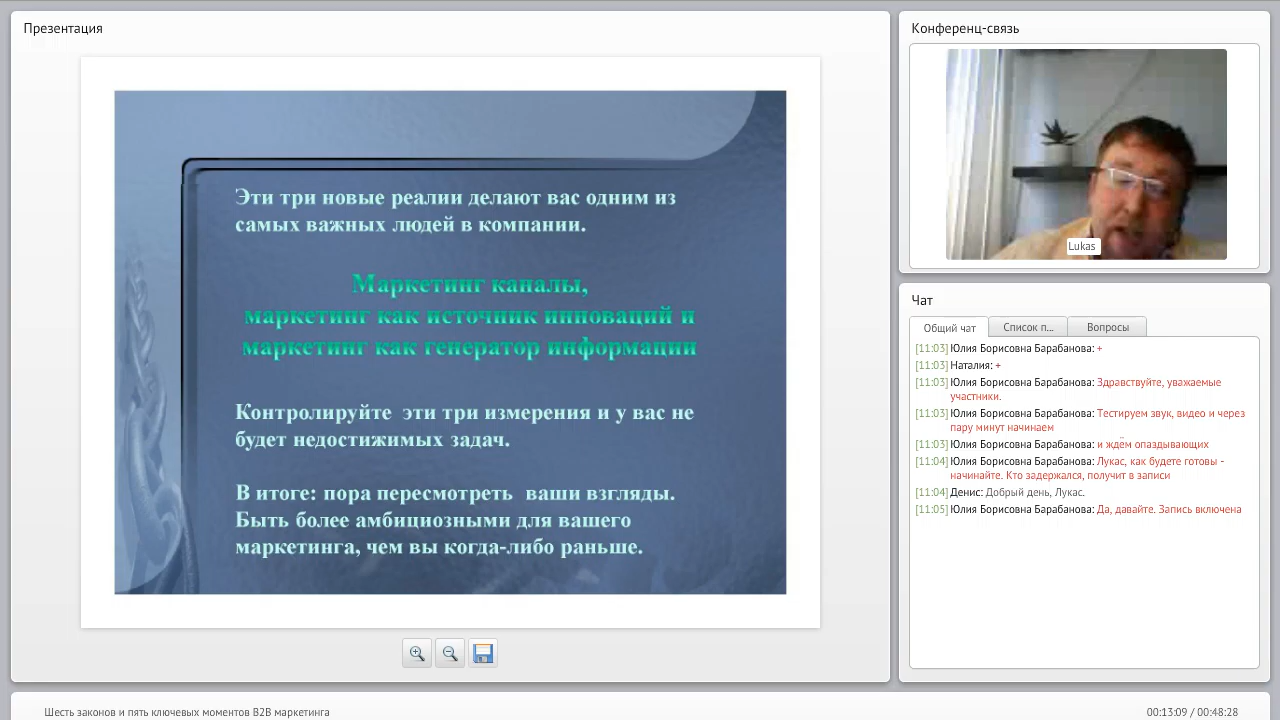 Презентация
Эти три новые реалии делают вас одним из
самых важных людей в компании.
Маркетинг каналы,
маркетинг как источник инноваций и
маркетинг как генератор информации
Контролируйте эти три измерения и у вас не
будет недостижимых задач.
В итоге: пора пересмотреть ваши взгляды.
Быть более амбициозными для вашего
маркетинга, чем вы когда-либо раньше.
Конференц-связь
Lukas
Чат
Общий чат
Список п...
Вопросы
[11:03] Юлия Борисовна Барабанова: +
[11:03] Наталия: +
[11:03] Юлия Борисовна Барабанова: Здравствуйте, уважаемые
участники.
[11:03] Юлия Борисовна Барабанова: Тестируем звук, видео и через
пару минут начинаем
[11:03] Юлия Борисовна Барабанова: и ждём опаздывающих
[11:04] Юлия Борисовна Барабанова: Лукас, как будете готовы -
начинайте. Кто задержался, получит в записи
[11:04] Денис: Добрый день, Лукас.
[11:05] Юлия Борисовна Барабанова: Да, давайте. Запись включена
Шесть законов и пять ключевых моментов B2B маркетинга
00:13:09 / 00:48:28